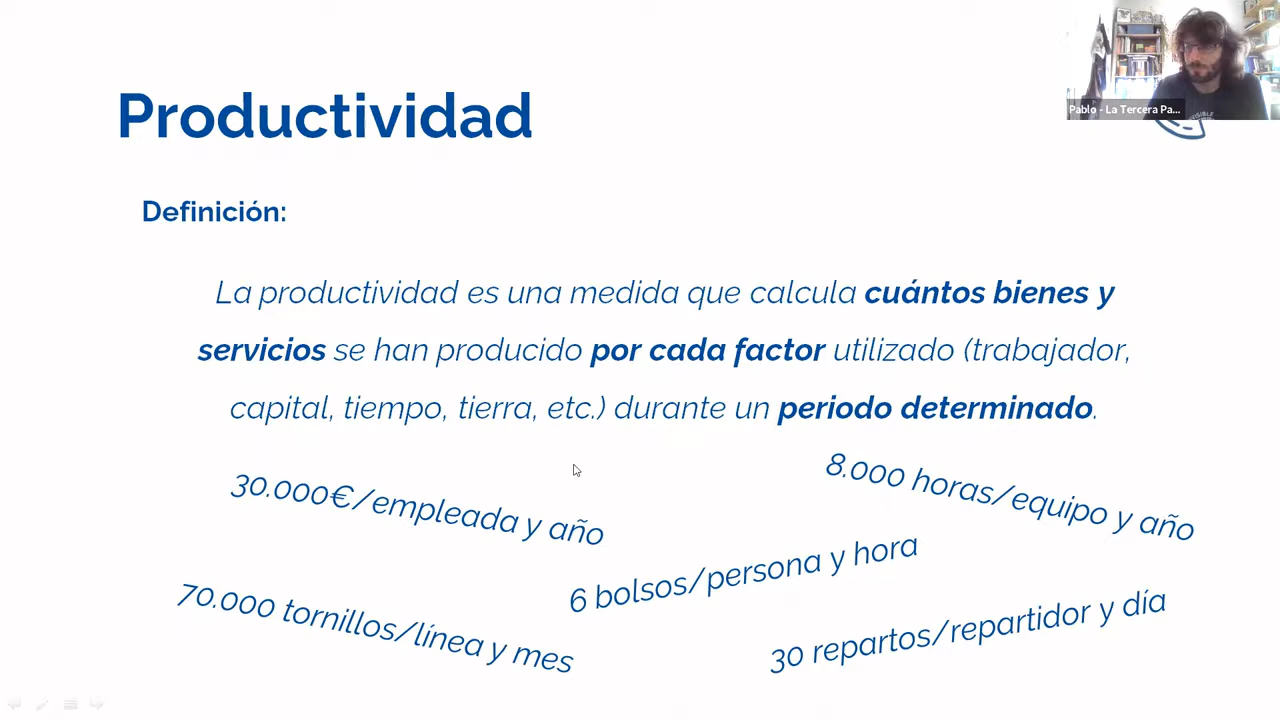 Productividad
Pablo - La Tercera Pa...
Definición:
La productividad es una medida que calcula cuántos bienes y
servicios se han producido por cada factor utilizado (trabajador,
capital, tiempo, tierra, etc.) durante un periodo determinado.
30.000€/empleada y año
8.000 horas/equipo y año
6 bolsos/persona y hora
70.000 tornillos/línea y mes
30 repartos/repartidor y día